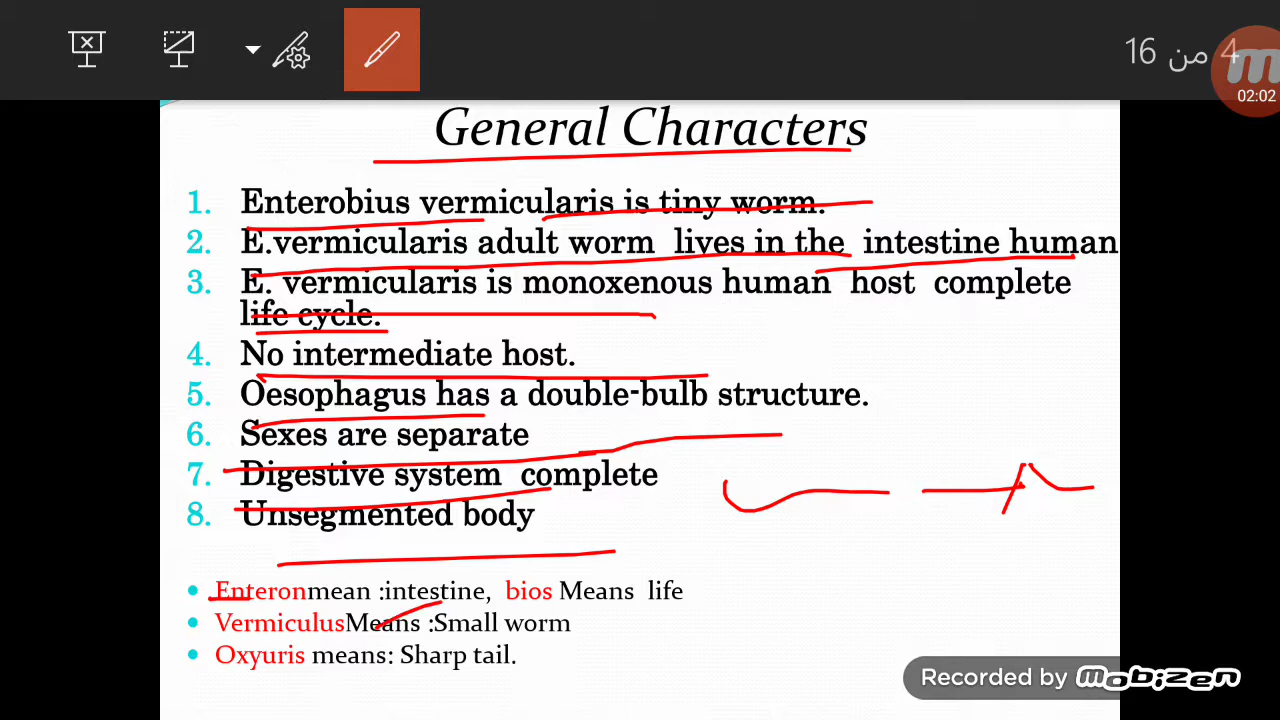 4 من 16
02:02
General Characters
1. Enterobius vermicularis is tiny worm.
2. E.vermicularis adult worm lives in the intestine human
3. E. vermicularis is monoxenous human host complete
life cycle.
4. No intermediate host.
5. Oesophagus has a double-bulb structure.
6. Sexes are separate
7. Digestive system complete
8. Unsegmented body
• Enteronmean :intestine, bios Means life
• VermiculusMeans :Small worm
• Oxyuris means: Sharp tail.
Recorded by mobizen